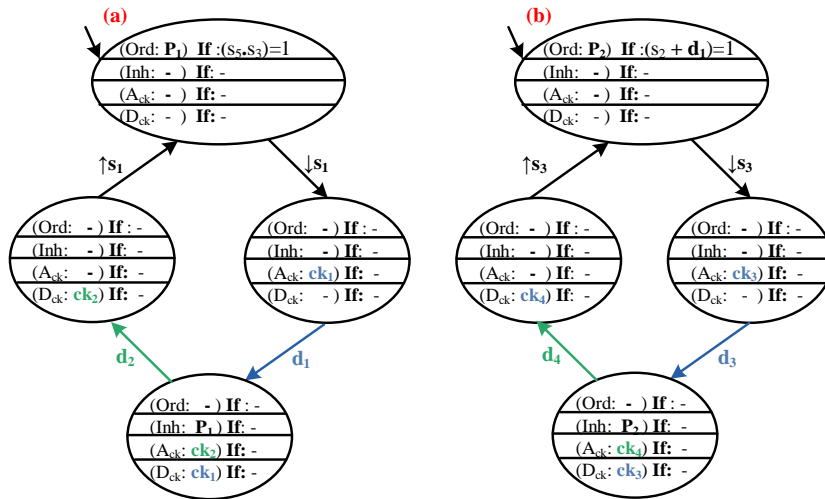 (a)
(Ord: P₁) If :(s₅.s₃)=1
(Inh: - ) If: -
(Ack: - ) If: -
(Dck: - ) If: -
↑s₁
↓s₁
(Ord: - ) If : -
(Inh: - ) If: -
(Ack: - ) If: -
(Dck: ck₂) If: -
(Ord: - ) If : -
(Inh: - ) If: -
(Ack: ck₁) If: -
(Dck: - ) If: -
d₂
d₁
(Ord: - ) If : -
(Inh: P₁) If: -
(Ack: ck₂) If: -
(Dck: ck₁) If: -
(b)
(Ord: P₂) If :(s₂ + d₁)=1
(Inh: - ) If: -
(Ack: - ) If: -
(Dck: - ) If: -
↑s₃
↓s₃
(Ord: - ) If : -
(Inh: - ) If: -
(Ack: - ) If: -
(Dck: ck₄) If: -
(Ord: - ) If : -
(Inh: - ) If: -
(Ack: ck₃) If: -
(Dck: - ) If: -
d₄
d₃
(Ord: - ) If : -
(Inh: P₂) If: -
(Ack: ck₄) If: -
(Dck: ck₃) If: -